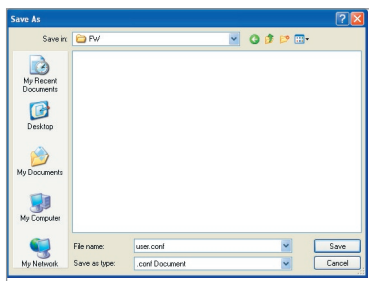 Save As
Save in:
FW
My Recent
Documents
Desktop
My Documents
My Computer
My Network
File name:
user.conf
Save
Save as type:
.conf Document
Cancel